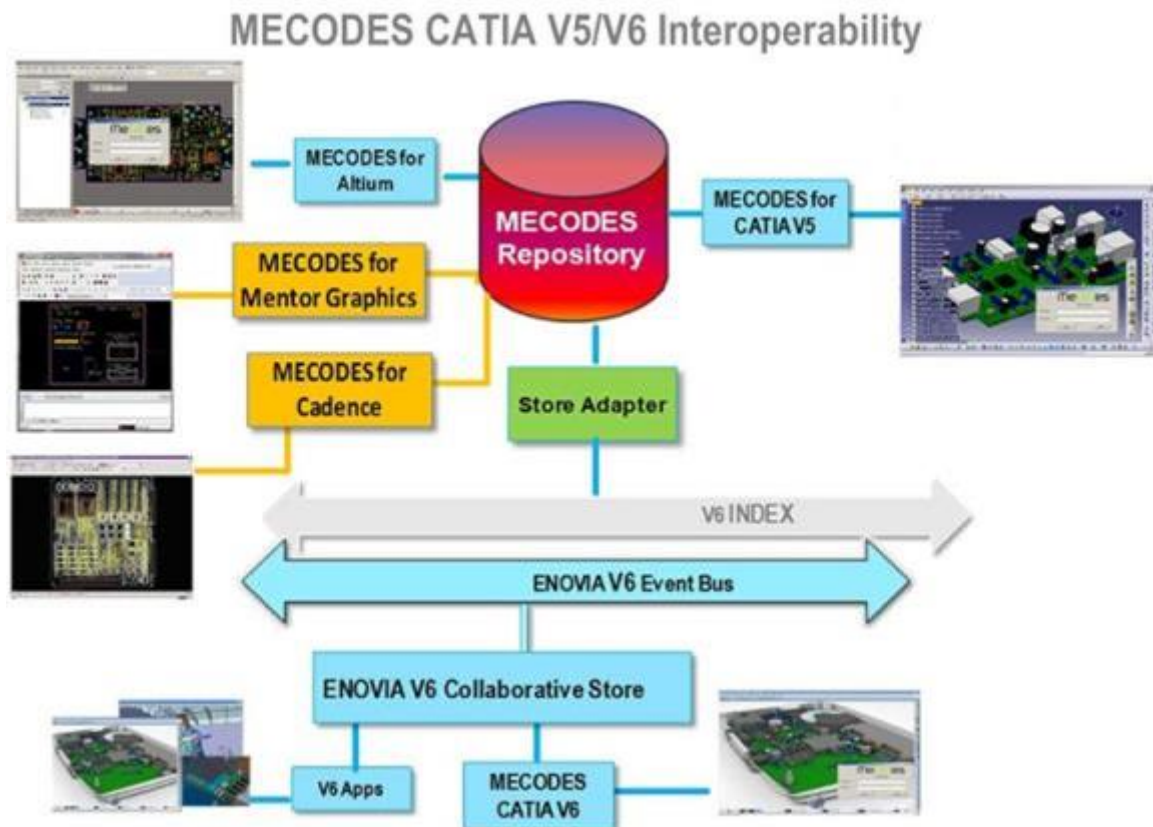 MECODES CATIA V5/V6 Interoperability
MECODES for
Altium
MECODES
Repository
MECODES for
CATIA V5
MECODES for
Mentor Graphics
MECODES for
Cadence
Store Adapter
V6 INDEX
ENOVIA V6 Event Bus
ENOVIA V6 Collaborative Store
V6 Apps
MECODES
CATIA V6